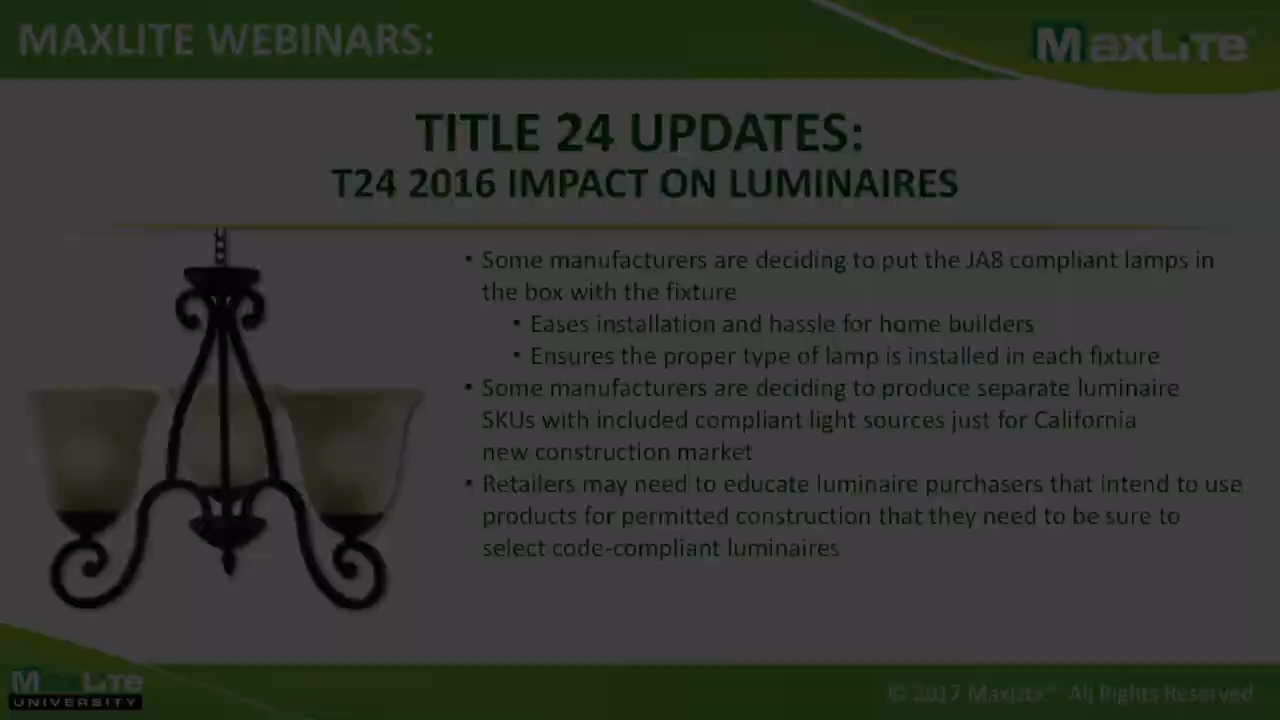 MAXLITE WEBINARS:
MaxLite
TITLE 24 UPDATES:
T24 2016 IMPACT ON LUMINAIRES
• Some manufacturers are deciding to put the JA8 compliant lamps in
the box with the fixture
• Eases installation and hassle for home builders
• Ensures the proper type of lamp is installed in each fixture
• Some manufacturers are deciding to produce separate luminaire
SKUs with included compliant light sources just for California
new construction market
• Retailers may need to educate luminaire purchasers that intend to use
products for permitted construction that they need to be sure to
select code-compliant luminaires
MaxLite
UNIVERSITY
© 2017 MaxLite® All Rights Reserved